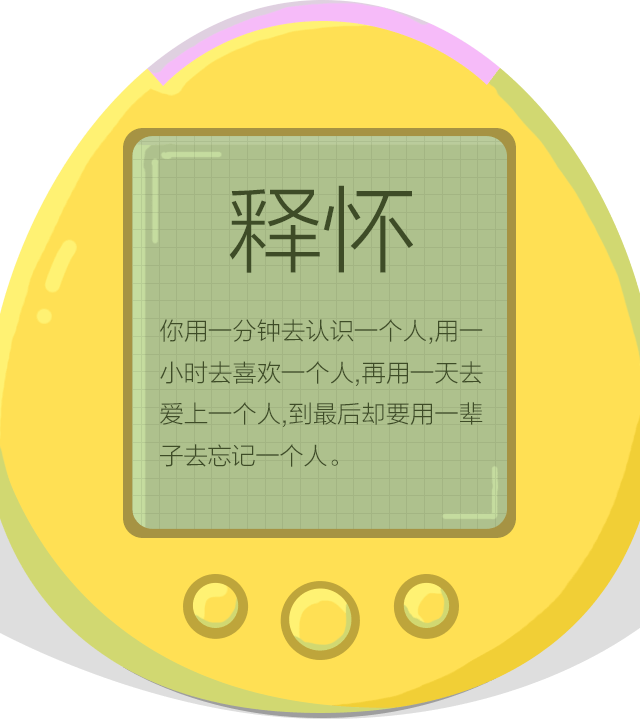 释怀
你用一分钟去认识一个人,用一
小时去喜欢一个人,再用一天去
爱上一个人,到最后却要用一辈
子去忘记一个人。